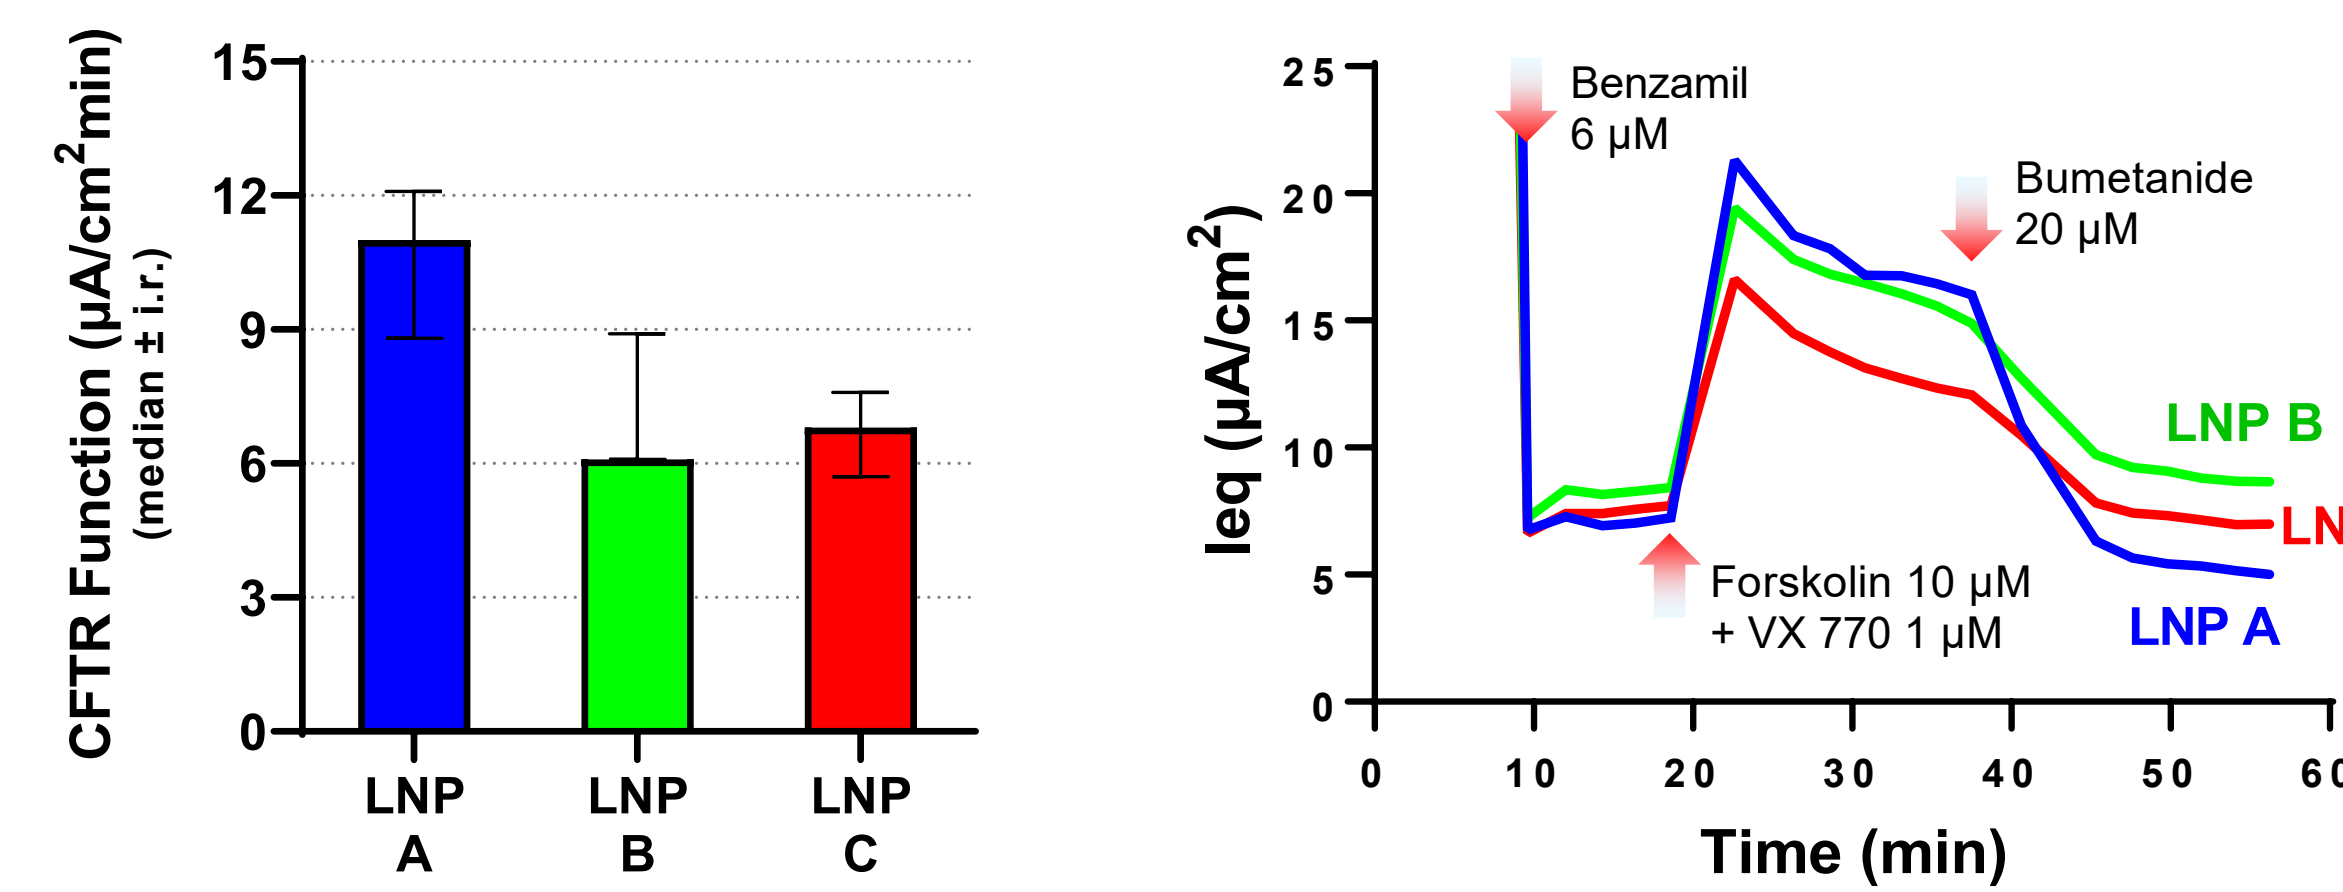 CFTR Function (µA/cm²min)
(median ± i.r.)
15
12
9
6
3
0
LNP
A
LNP
B
LNP
C
Ieq (µA/cm²)
25
20
15
10
5
0
Benzamil
6 µM
Bumetanide
20 µM
LNP B
LN
Forskolin 10 µM
+ VX 770 1 µM
LNP A
0 10 20 30 40 50 60
Time (min)